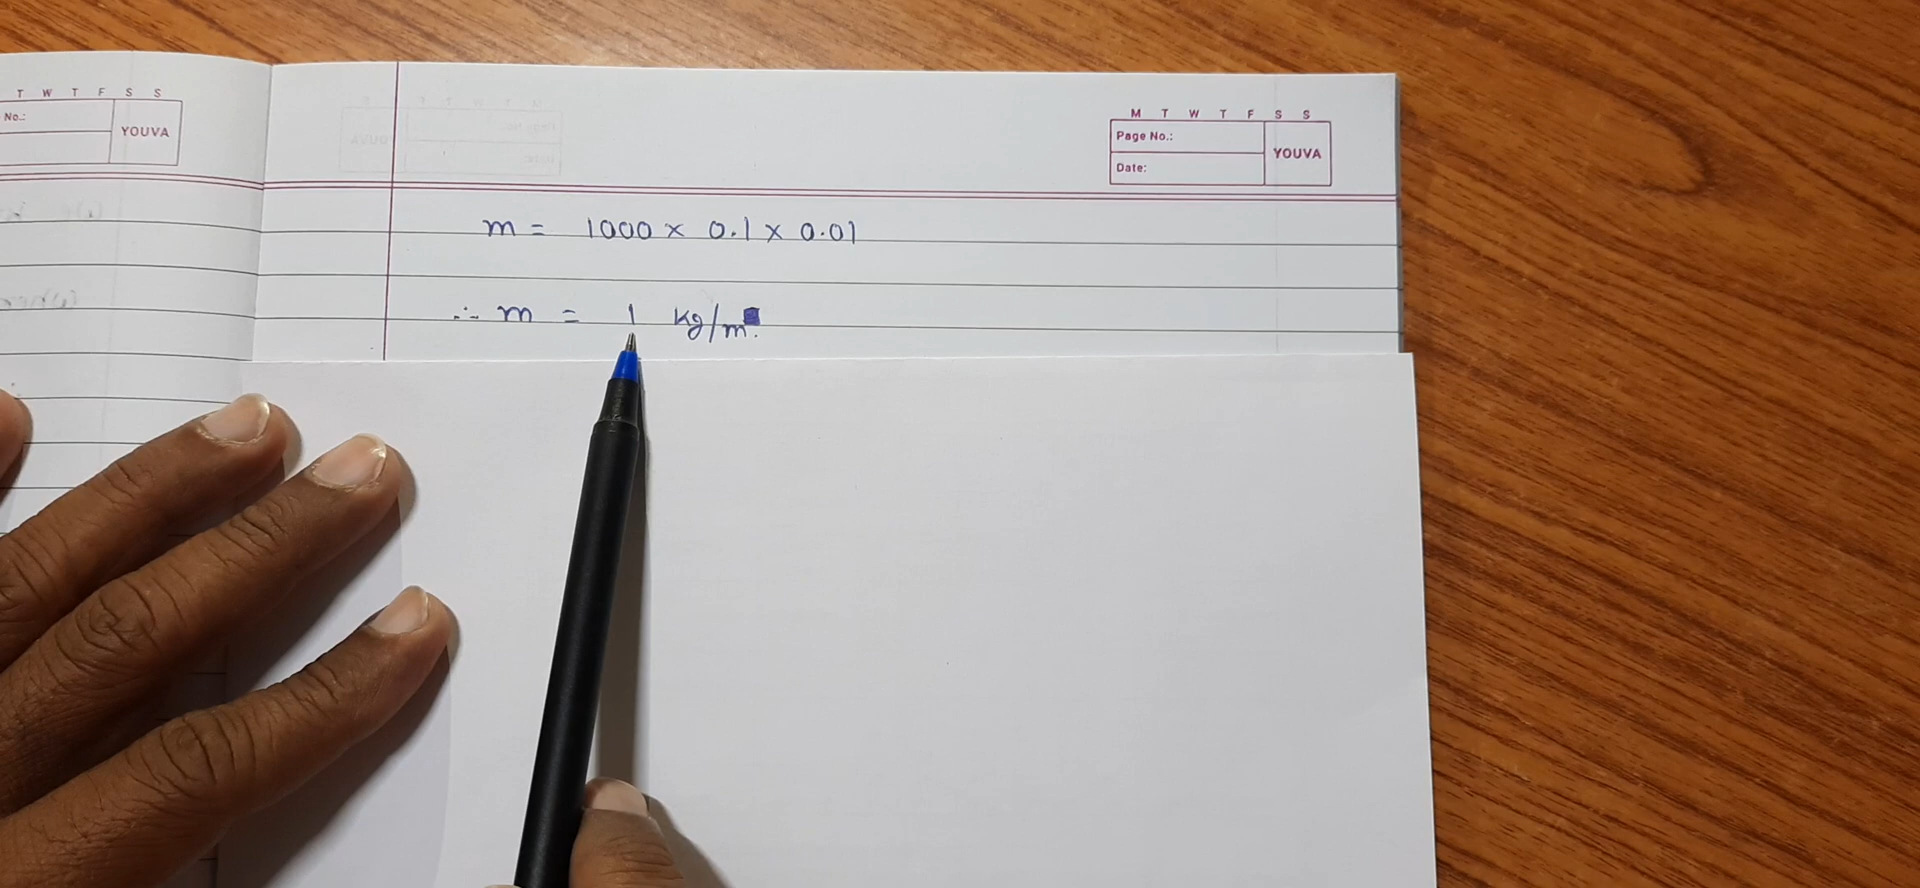 T W T F S S
No.:
YOUVA
M T W T F S S
Page No.:
Date:
YOUVA
m = 1000 × 0.1 × 0.01
∴ m = 1 kg/m.